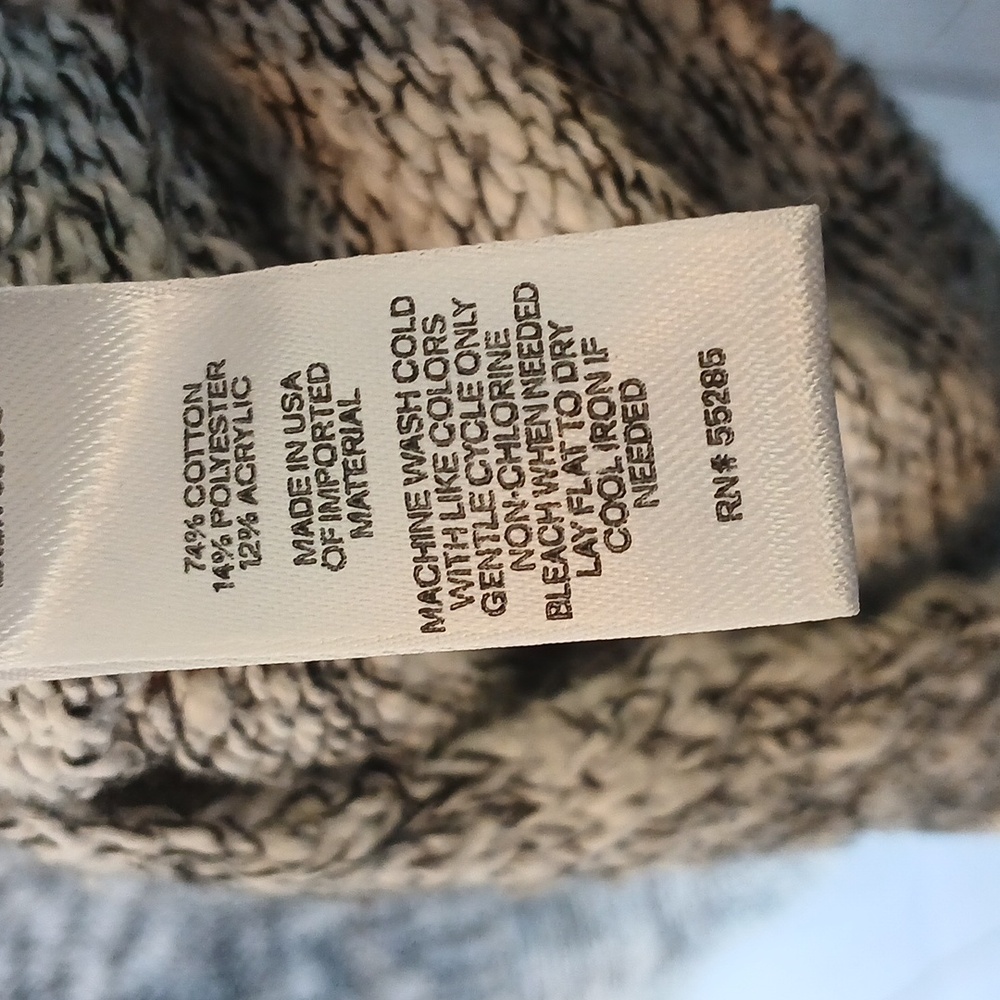 74% COTTON
14% POLYESTER
12% ACRYLIC
MADE IN USA
OF IMPORTED
MATERIAL
MACHINE WASH COLD
WITH LIKE COLORS
GENTLE CYCLE ONLY
NON-CHLORINE
BLEACH WHEN NEEDED
LAY FLAT TO DRY
COOL IRON IF
NEEDED
RN# 55285